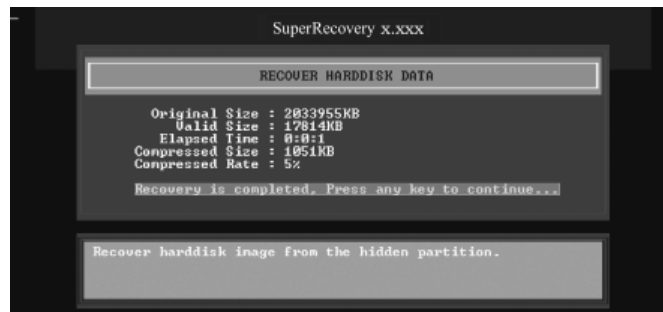 SuperRecovery x.xxx
RECOVER HARDDISK DATA
Original Size : 2033955KB
Valid Size : 17814KB
Elapsed Time : 0:0:1
Compressed Size : 1051KB
Compressed Rate : 5%
Recovery is completed. Press any key to continue...
Recover harddisk image from the hidden partition.